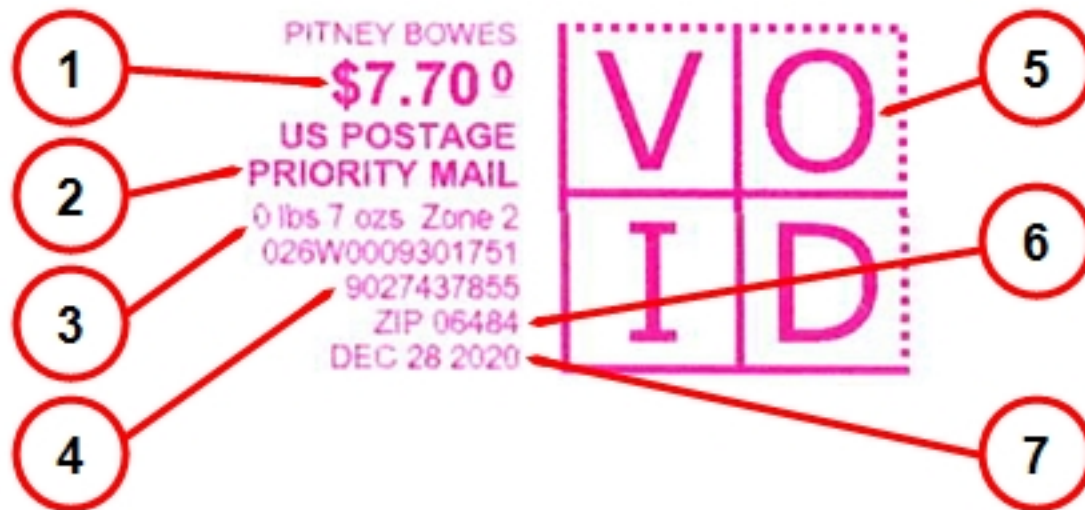 PITNEY BOWES
$7.70 0
US POSTAGE
PRIORITY MAIL
0 lbs 7 ozs Zone 2
026W0009301751
9027437855
ZIP 06484
DEC 28 2020
V O
I D
1
2
3
4
5
6
7